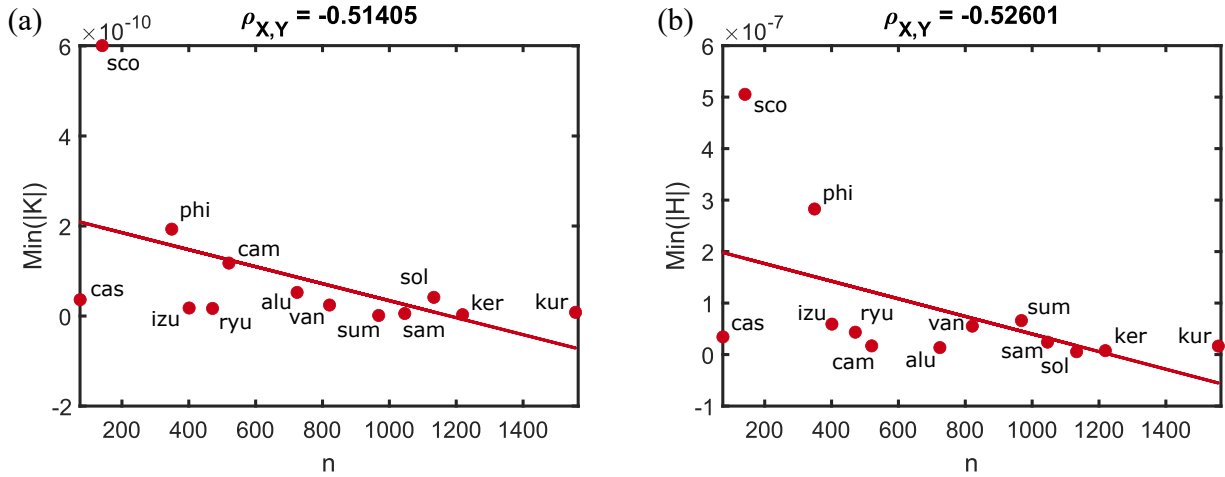 (a)
ρX,Y = -0.51405
×10-10
6
4
2
0
-2
Min(|K|)
200 400 600 800 1000 1200 1400
n
sco
phi
cam
cas
izu
ryu
alu
van
sum
sol
sam
ker
kur
(b)
ρX,Y = -0.52601
×10-7
6
5
4
3
2
1
0
-1
Min(|H|)
200 400 600 800 1000 1200 1400
n
sco
phi
cas
izu
ryu
cam
alu
van
sum
sam
sol
ker
kur